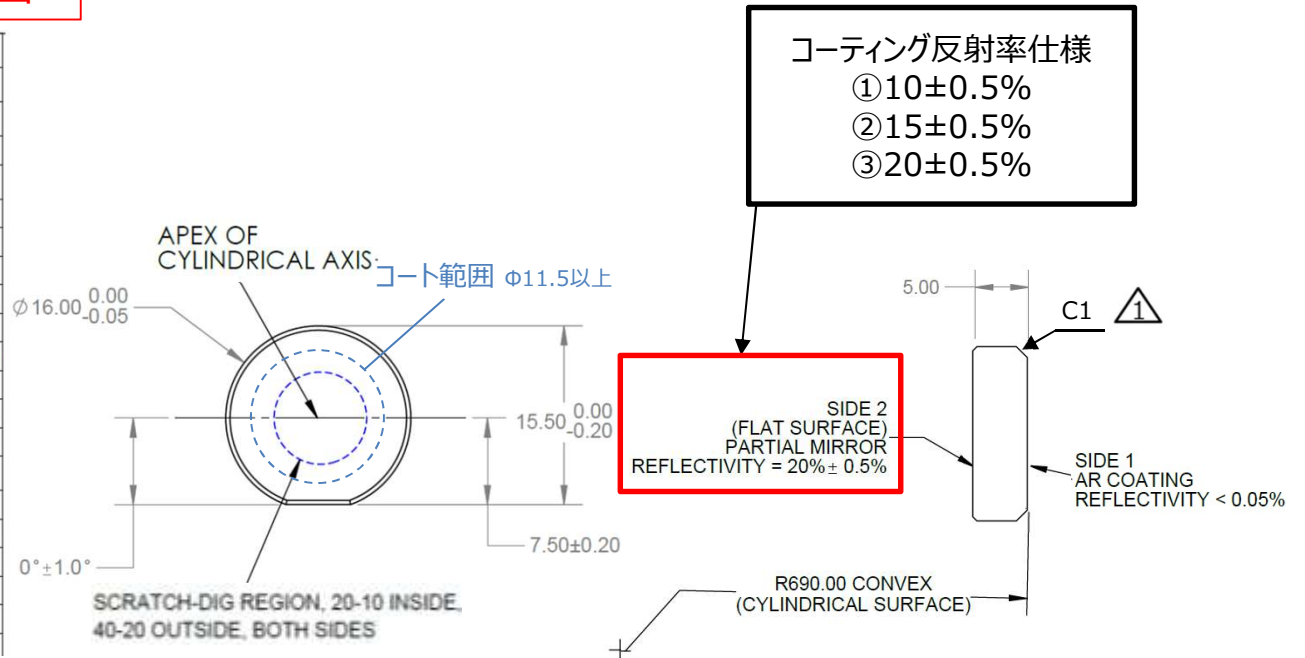 コーティング反射率仕様
①10±0.5%
②15±0.5%
③20±0.5%
APEX OF
CYLINDRICAL AXIS
コート範囲 Φ11.5以上
∅16.00 0.00
-0.05
5.00
C1 1
15.50 0.00
-0.20
SIDE 2
(FLAT SURFACE)
PARTIAL MIRROR
REFLECTIVITY = 20%± 0.5%
SIDE 1
AR COATING
REFLECTIVITY < 0.05%
7.50±0.20
0°±1.0°
SCRATCH-DIG REGION, 20-10 INSIDE,
40-20 OUTSIDE, BOTH SIDES
R690.00 CONVEX
(CYLINDRICAL SURFACE)